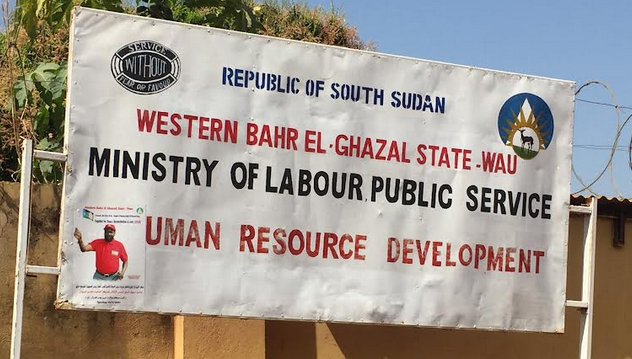 SERVICE
WITHOUT
FEAR OR FAVOUR
REPUBLIC OF SOUTH SUDAN
WESTERN BAHR EL-GHAZAL STATE-WAU
MINISTRY OF LABOUR, PUBLIC SERVICE
UMAN RESOURCE DEVELOPMENT